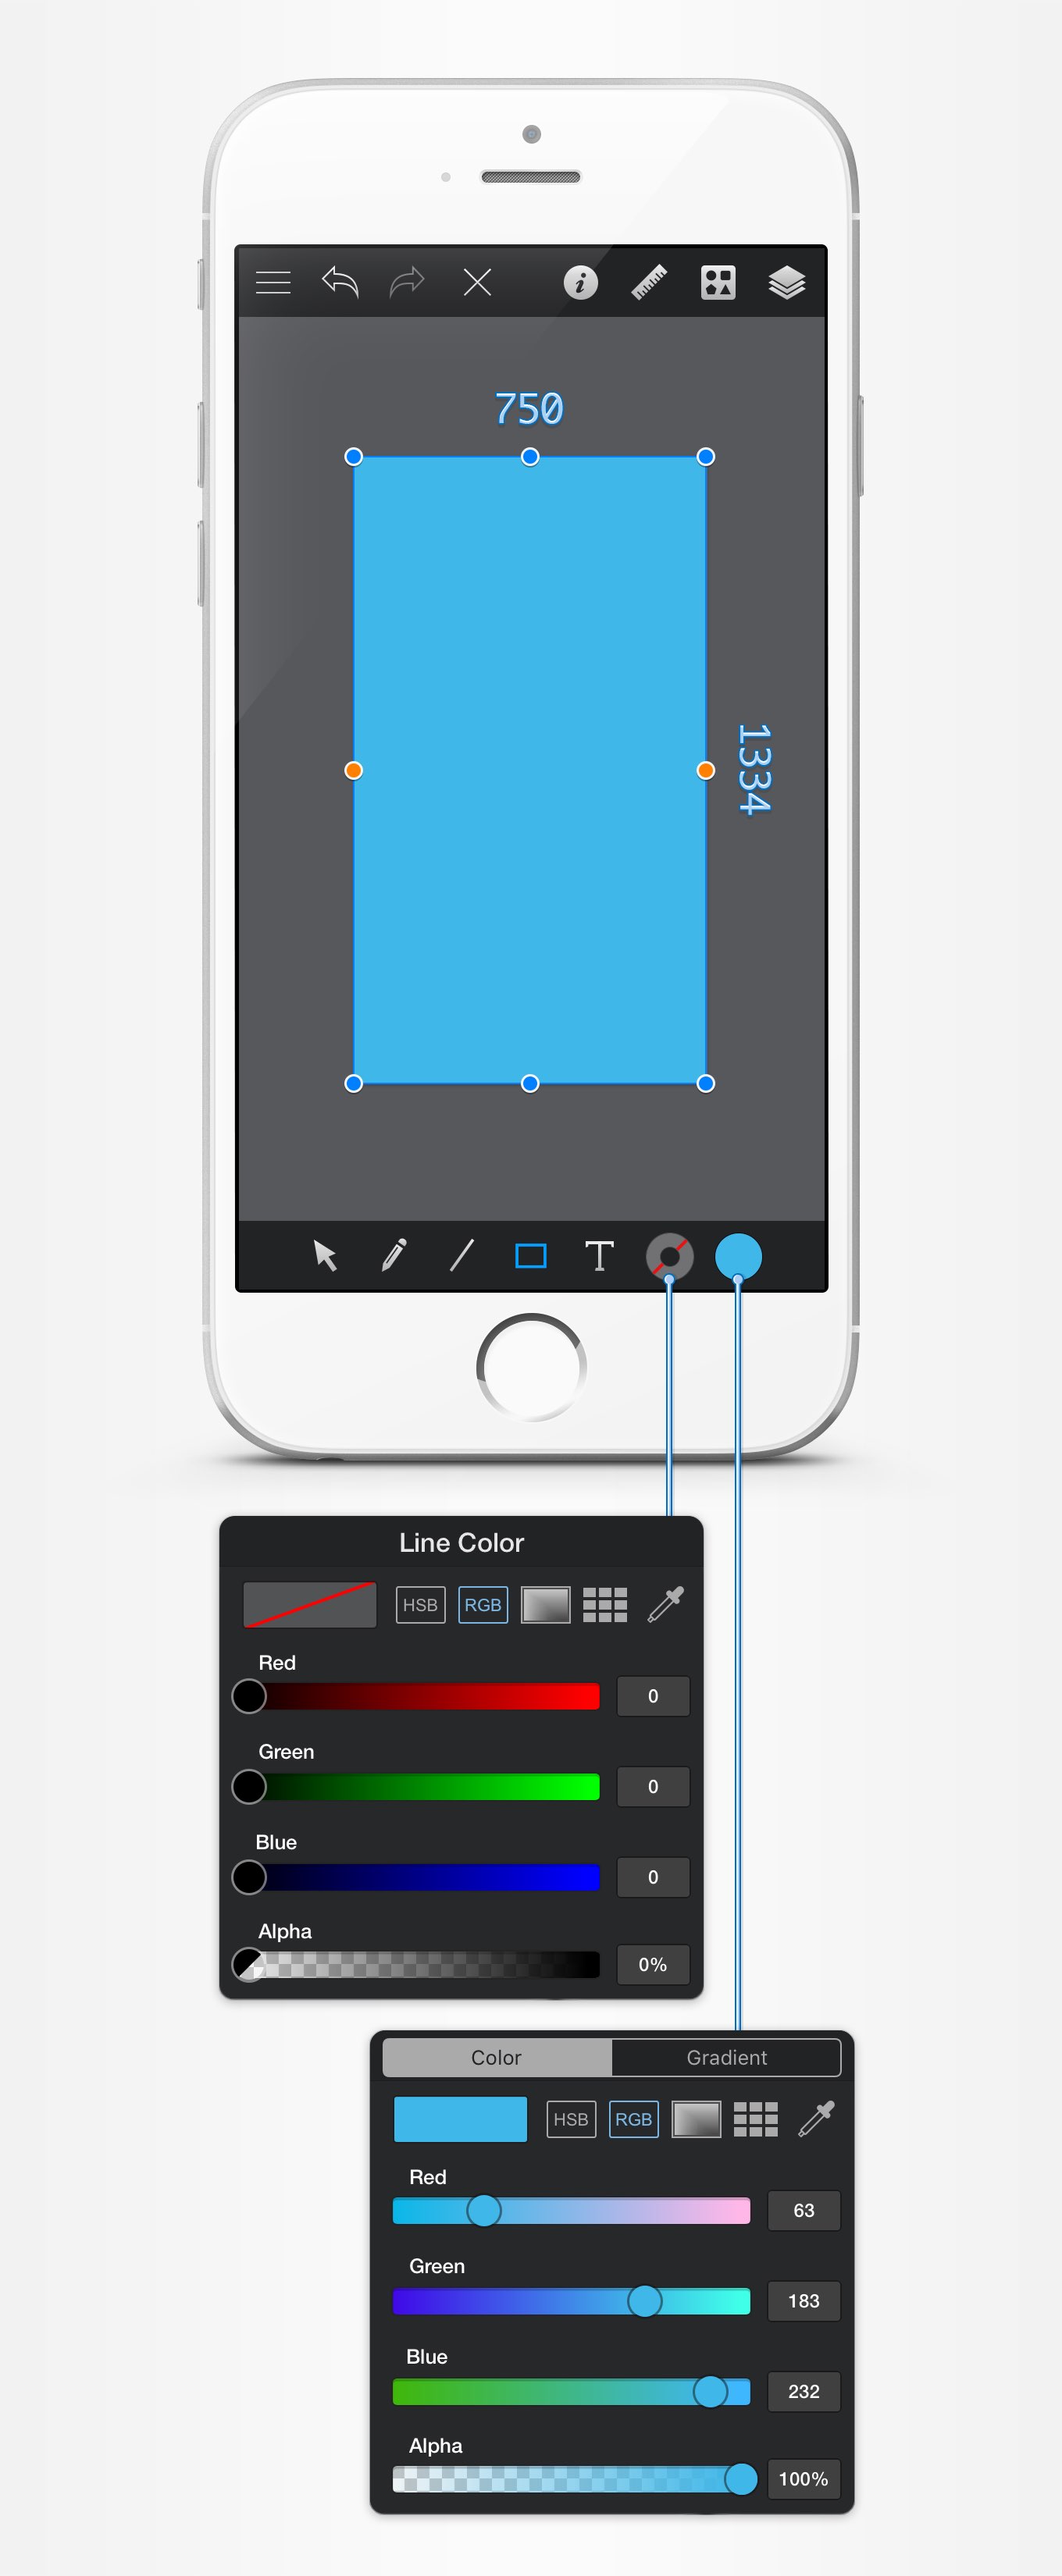 750
1334
T
Line Color
HSB RGB
Red
0
Green
0
Blue
0
Alpha
0%
Color Gradient
HSB RGB
Red
63
Green
183
Blue
232
Alpha
100%